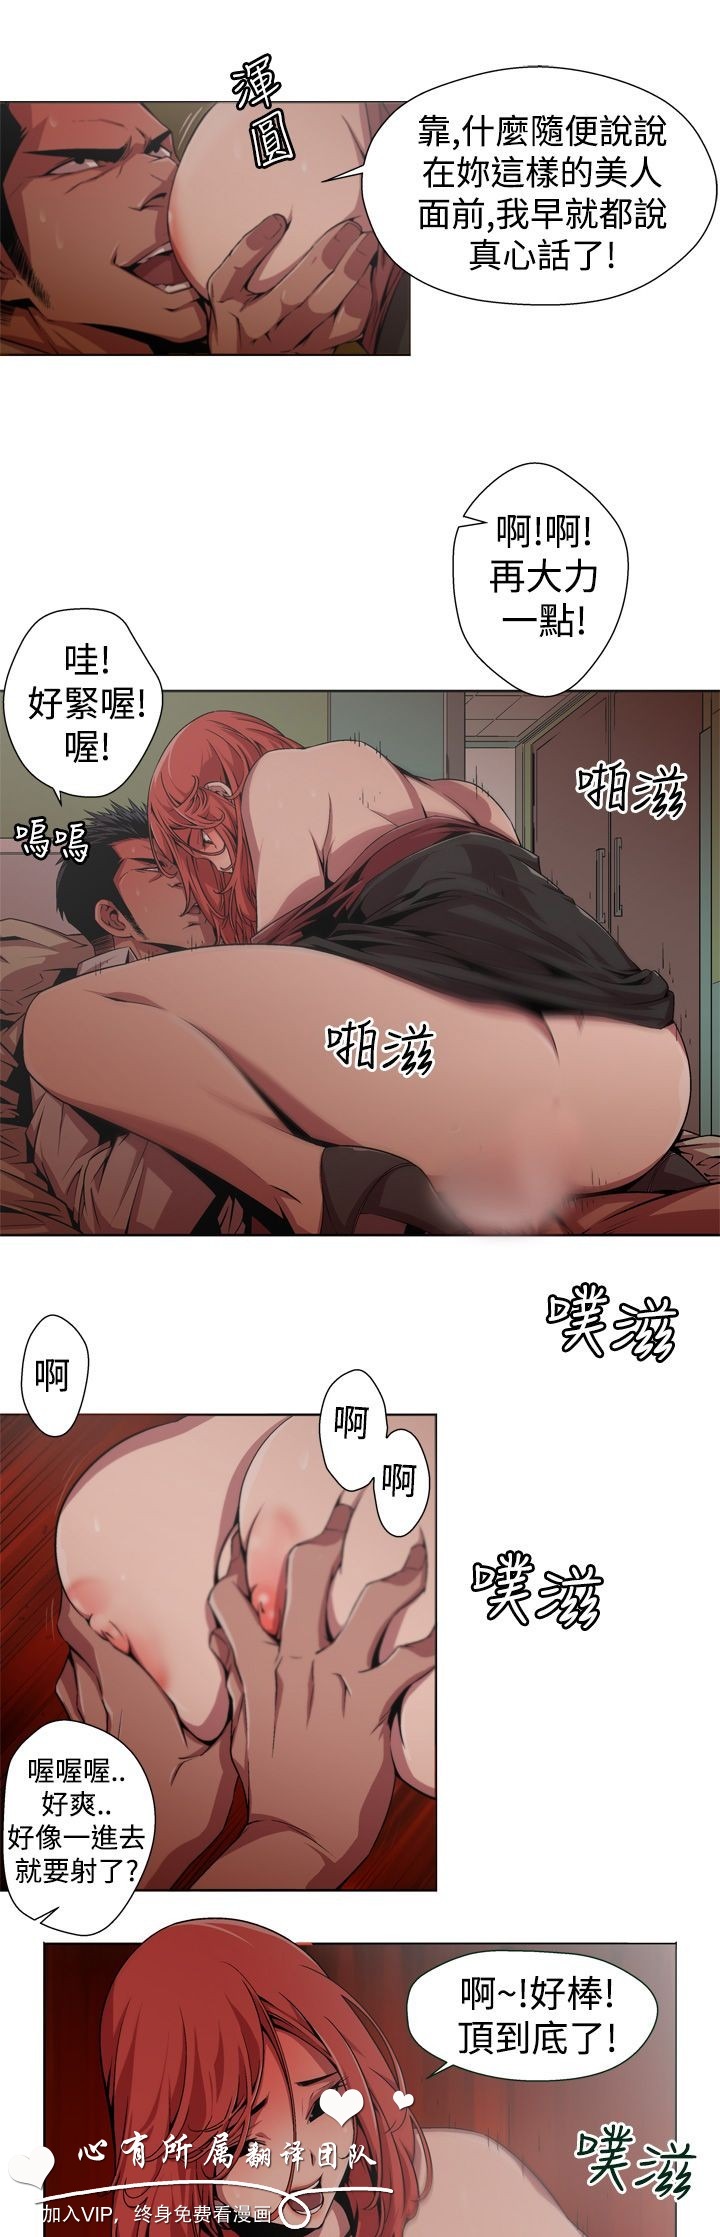 渾圓
靠,什麼隨便說說
在妳這樣的美人
面前,我早就都說
真心話了!
啊!啊!
再大力
一點!
哇!
好緊喔!
喔!
嗚嗚
啪滋
啪滋
噗滋
啊
啊
啊
噗滋
喔喔喔..
好爽..
好像一進去
就要射了?
啊~!好棒!
頂到底了!
噗滋
心有所属翻译团队
加入VIP，终身免费看漫画